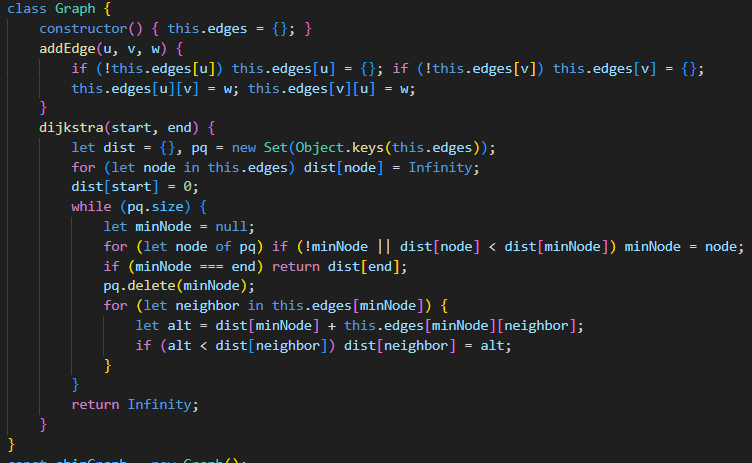 class Graph {
constructor() { this.edges = {}; }
addEdge(u, v, w) {
if (!this.edges[u]) this.edges[u] = {}; if (!this.edges[v]) this.edges[v] = {};
this.edges[u][v] = w; this.edges[v][u] = w;
}
dijkstra(start, end) {
let dist = {}, pq = new Set(Object.keys(this.edges));
for (let node in this.edges) dist[node] = Infinity;
dist[start] = 0;
while (pq.size) {
let minNode = null;
for (let node of pq) if (!minNode || dist[node] < dist[minNode]) minNode = node;
if (minNode === end) return dist[end];
pq.delete(minNode);
for (let neighbor in this.edges[minNode]) {
let alt = dist[minNode] + this.edges[minNode][neighbor];
if (alt < dist[neighbor]) dist[neighbor] = alt;
}
}
return Infinity;
}
}